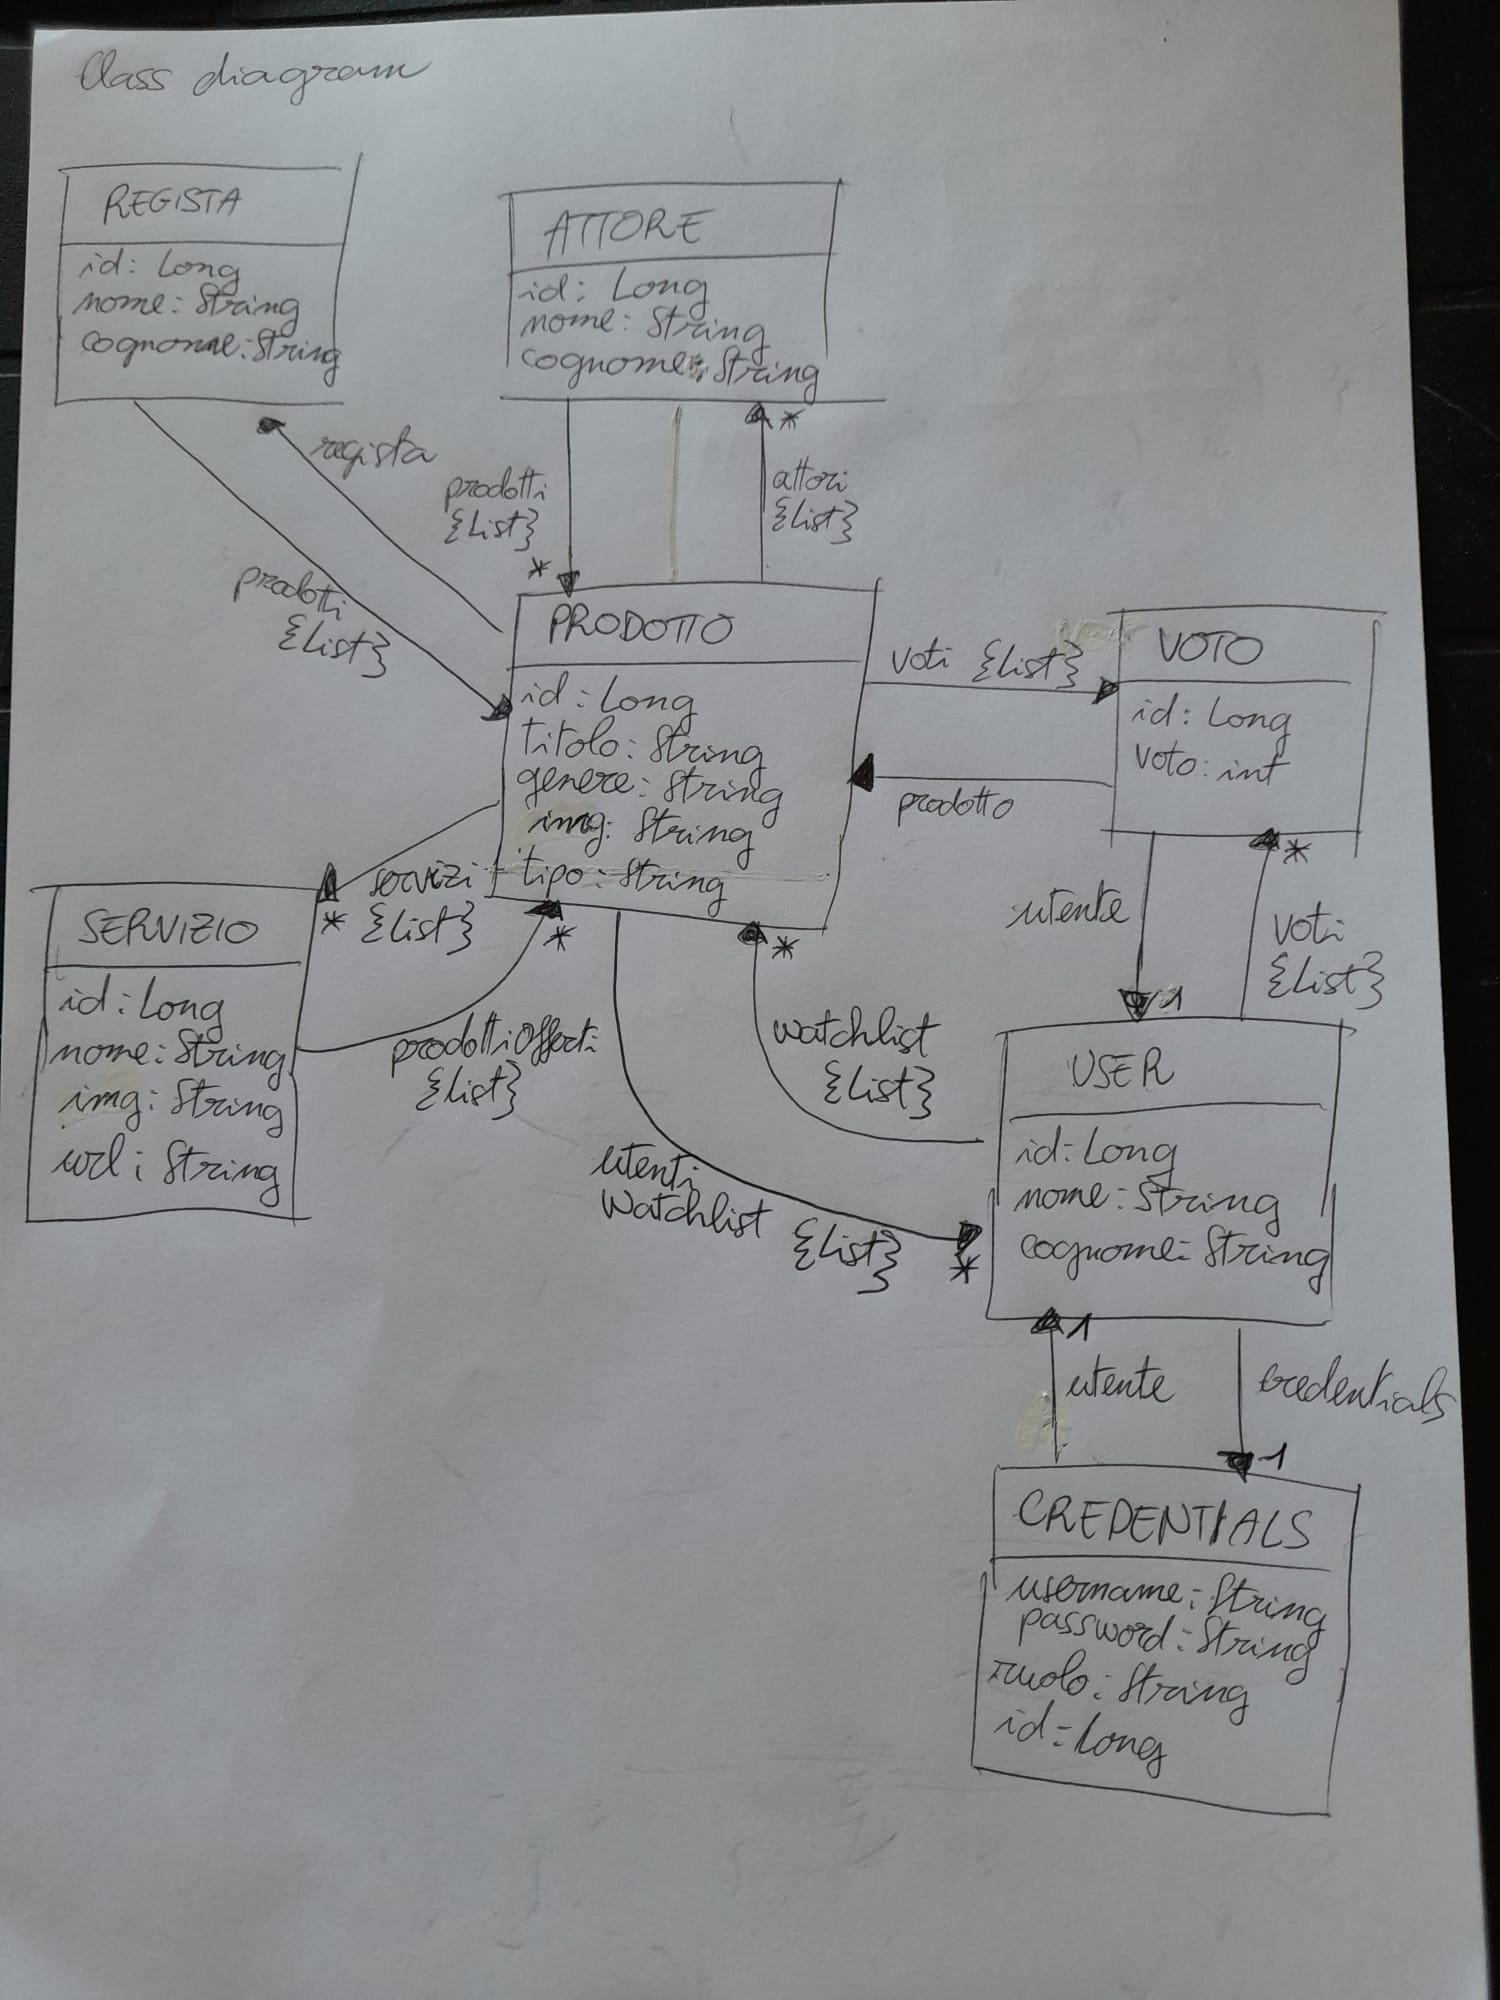 Class diagram
REGISTA
id: Long
nome: String
cognome: String
ATTORE
id: Long
nome: String
cognome: String
regista
prodotti
{List}
prodotti
{List}
*
*
attori
{List}
PRODOTTO
id: Long
titolo: String
genere: String
img: String
tipo: String
voti {List}
prodotto
VOTO
id: Long
voto: int
servizi
* {List}
SERVIZIO
id: Long
nome: String
img: String
url: String
*
prodottiOfferti
{List}
*
watchlist
{List}
utenti
Watchlist {List}
*
utente
1
*
voti
{List}
USER
id: Long
nome: String
cognome: String
1
utente
credentials
1
CREDENTIALS
username: String
password: String
ruolo: String
id: Long